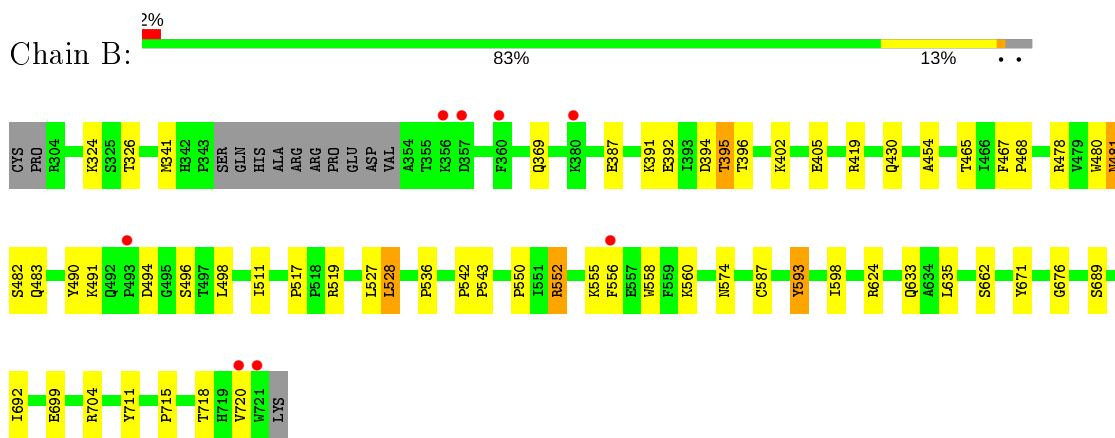 2%
Chain B:
83%
13%
CYS PRO R304 K324 S325 T326 M341 H342 P343 SER GLN HIS ALA ARG ARG PRO GLU ASP VAL A354 T355 K356 D357 F360 Q369 K380 E387 K391 E392 I393 D394 T395 T396 K402 E405 R419 Q430 A454 T465 I466 F467 P468 R478 V479 W480 N481
S482 Q483 Y490 K491 Q492 P493 D494 G495 S496 T497 L498 I511 P517 P518 R519 L527 L528 P536 P542 P543 P550 I551 R552 K555 F556 E557 W558 F559 K560 N574 C587 Y593 I598 R624 Q633 A634 L635 S662 Y671 G676 S689
I692 E699 R704 Y711 P715 T718 H719 V720 W721 LYS